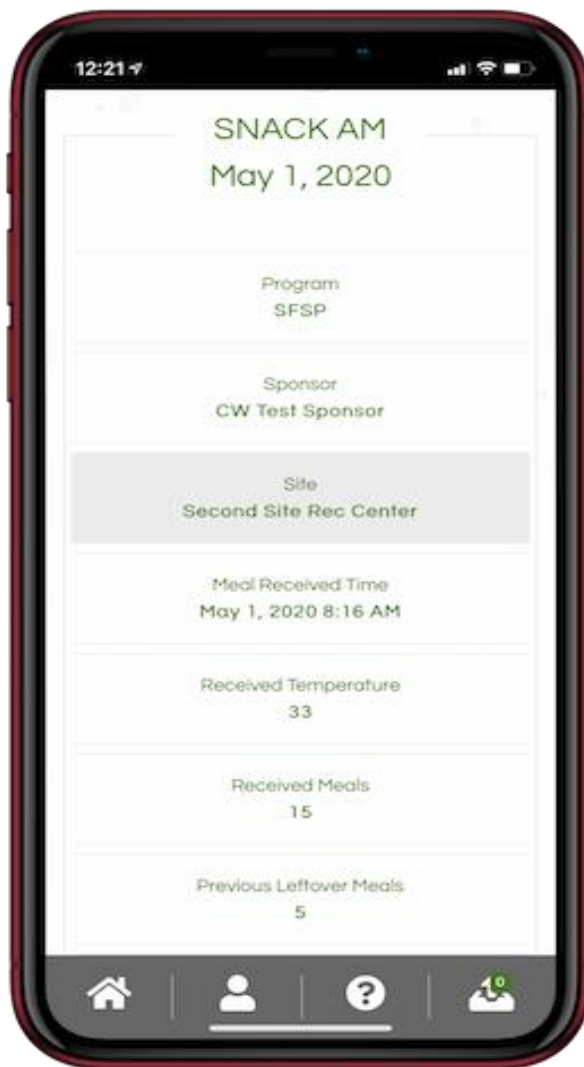 12:21
SNACK AM
May 1, 2020
Program
SFSP
Sponsor
CW Test Sponsor
Site
Second Site Rec Center
Meal Received Time
May 1, 2020 8:16 AM
Received Temperature
33
Received Meals
15
Previous Leftover Meals
5
?
0